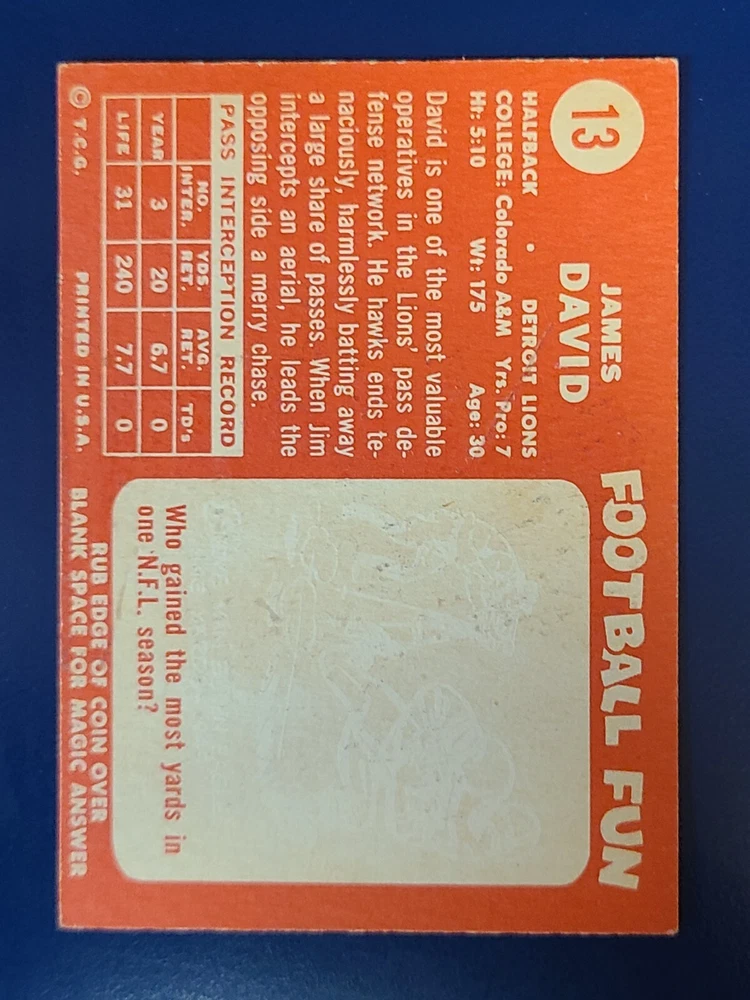 13
JAMES
DAVID
HALFBACK • DETROIT LIONS
COLLEGE: Colorado A&M Yrs. Pro: 7
Ht: 5:10 Wt: 175 Age: 30
David is one of the most valuable
operatives in the Lions' pass de-
fense network. He hawks ends te-
naciously, harmlessly batting away
a large share of passes. When Jim
intercepts an aerial, he leads the
opposing side a merry chase.
PASS INTERCEPTION RECORD
NO. INTER. YDS. RET. AVG. RET. TD's
YEAR 3 20 6.7 0
LIFE 31 240 7.7 0
© T.C.G. PRINTED IN U.S.A.
FOOTBALL FUN
Who gained the most yards in
one N.F.L. season?
RUB EDGE OF COIN OVER
BLANK SPACE FOR MAGIC ANSWER